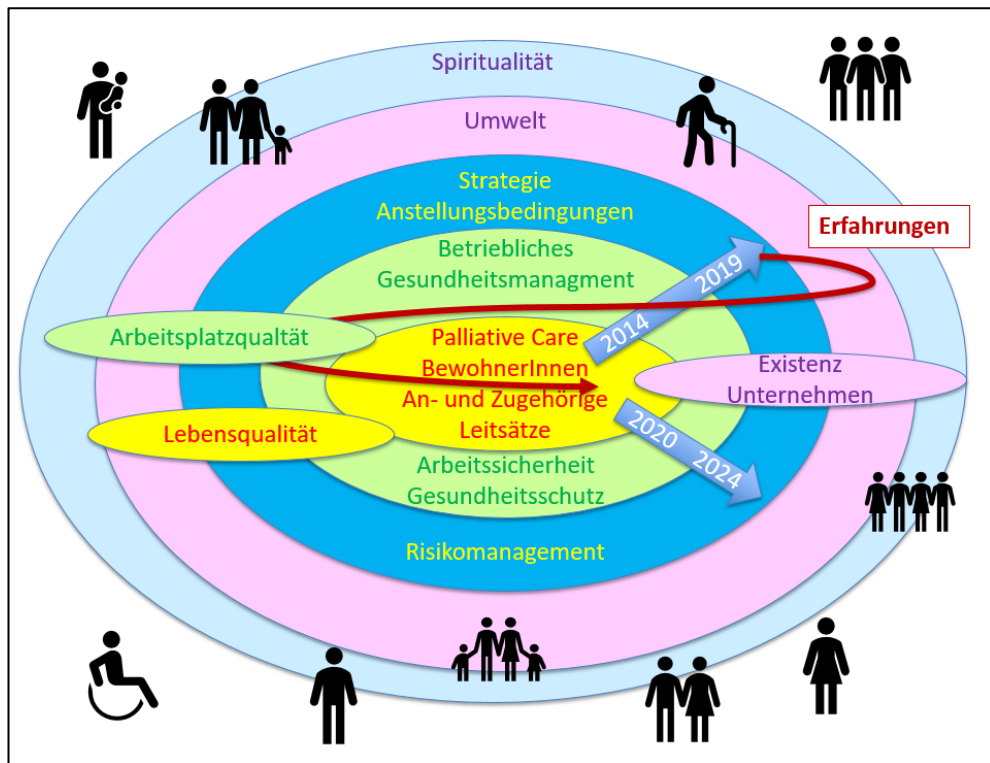 Spiritualität
Umwelt
Strategie
Anstellungsbedingungen
Erfahrungen
Betriebliches
Gesundheitsmanagment
2014 2019
Arbeitsplatzqualtät
Palliative Care
BewohnerInnen
An- und Zugehörige
Leitsätze
Existenz
Unternehmen
Lebensqualität
2020 2024
Arbeitssicherheit
Gesundheitsschutz
Risikomanagement